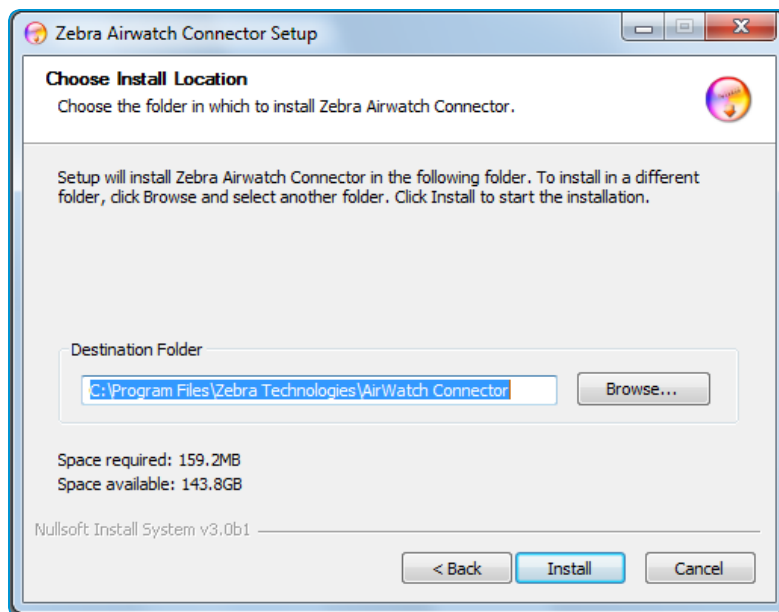 Zebra Airwatch Connector Setup
Choose Install Location
Choose the folder in which to install Zebra Airwatch Connector.
Setup will install Zebra Airwatch Connector in the following folder. To install in a different
folder, click Browse and select another folder. Click Install to start the installation.
Destination Folder
C:\Program Files\Zebra Technologies\AirWatch Connector
Browse...
Space required: 159.2MB
Space available: 143.8GB
Nullsoft Install System v3.0b1
< Back
Install
Cancel